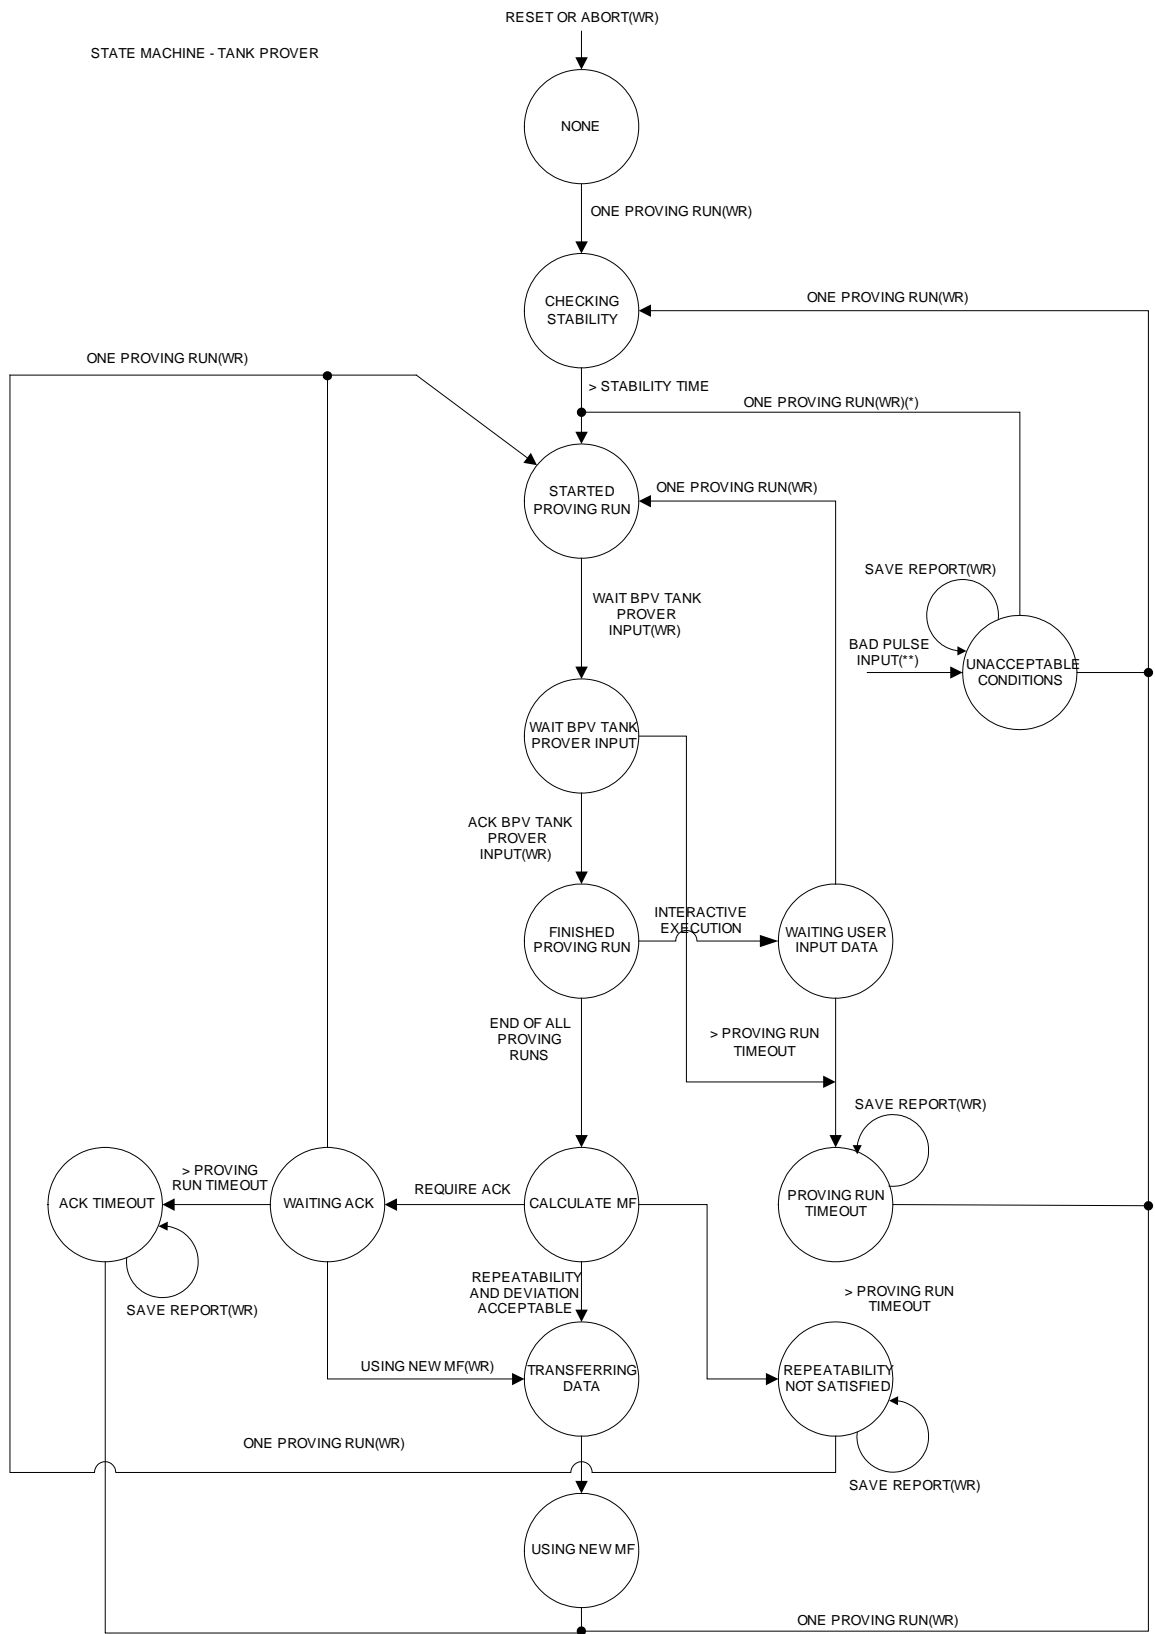 RESET OR ABORT(WR)
STATE MACHINE - TANK PROVER
NONE
ONE PROVING RUN(WR)
CHECKING
STABILITY
ONE PROVING RUN(WR)
ONE PROVING RUN(WR)
> STABILITY TIME
ONE PROVING RUN(WR)(*)
STARTED
PROVING RUN
ONE PROVING RUN(WR)
SAVE REPORT(WR)
WAIT BPV TANK
PROVER
INPUT(WR)
BAD PULSE
INPUT(**)
UNACCEPTABLE
CONDITIONS
WAIT BPV TANK
PROVER INPUT
ACK BPV TANK
PROVER
INPUT(WR)
INTERACTIVE
EXECUTION
FINISHED
PROVING RUN
WAITING USER
INPUT DATA
END OF ALL
PROVING
RUNS
> PROVING RUN
TIMEOUT
SAVE REPORT(WR)
> PROVING
RUN TIMEOUT
ACK TIMEOUT
WAITING ACK
REQUIRE ACK
CALCULATE MF
PROVING RUN
TIMEOUT
SAVE REPORT(WR)
REPEATABILITY
AND DEVIATION
ACCEPTABLE
> PROVING RUN
TIMEOUT
USING NEW MF(WR)
TRANSFERRING
DATA
REPEATABILITY
NOT SATISFIED
ONE PROVING RUN(WR)
SAVE REPORT(WR)
USING NEW MF
ONE PROVING RUN(WR)